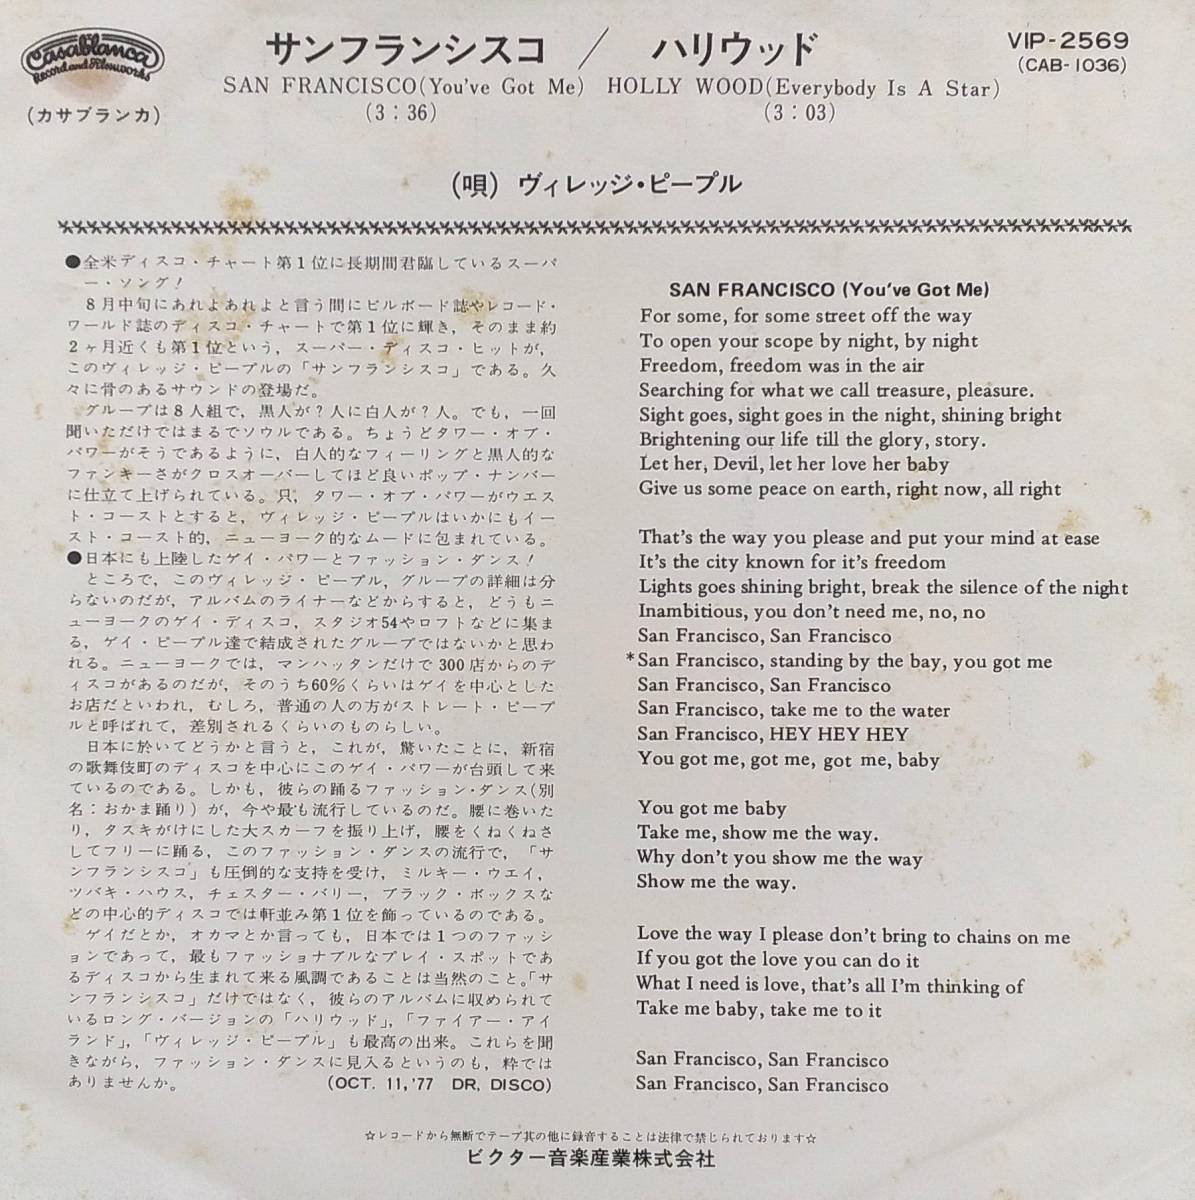 Casablanca
Record and Filmworks
(カサブランカ)
サンフランシスコ / ハリウッド
VIP-2569
(CAB-1036)
SAN FRANCISCO(You've Got Me) HOLLY WOOD(Everybody Is A Star)
(3:36) (3:03)
(唄) ヴィレッジ・ピープル
●全米ディスコ・チャート第1位に長期間君臨しているスーパ
ー・ソング!
8月中旬にあれよあれよと言う間にビルボード誌やレコード・
ワールド誌のディスコ・チャートで第1位に輝き,そのまま約
2ヶ月近くも第1位という,スーパー・ディスコ・ヒットが,
このヴィレッジ・ピープルの「サンフランシスコ」である。久
々に骨のあるサウンドの登場だ。
グループは8人組で,黒人が?人に白人が?人。でも,一回
聞いただけではまるでソウルである。ちょうどタワー・オブ・
パワーがそうであるように,白人的なフィーリングと黒人的な
ファンキーさがクロスオーバーしてほど良いポップ・ナンバー
に仕立て上げられている。只,タワー・オブ・パワーがウエス
ト・コーストとすると,ヴィレッジ・ピープルはいかにもイー
スト・コースト的,ニューヨーク的なムードに包まれている。
●日本にも上陸したゲイ・パワーとファッション・ダンス!
ところで,このヴィレッジ・ピープル,グループの詳細は分
らないのだが,アルバムのライナーなどからすると,どうもニ
ューヨークのゲイ・ディスコ,スタジオ54やロフトなどに集ま
る,ゲイ・ピープル達で結成されたグループではないかと思わ
れる。ニューヨークでは,マンハッタンだけで300店からのデ
ィスコがあるのだが,そのうち60%くらいはゲイを中心とした
お店だといわれ,むしろ,普通の人の方がストレート・ピープ
ルと呼ばれて,差別されるくらいのものらしい。
日本に於いてどうかと言うと,これが,驚いたことに,新宿
の歌舞伎町のディスコを中心にこのゲイ・パワーが台頭して来
ているのである。しかも,彼らの踊るファッション・ダンス(別
名:おかま踊り)が,今や最も流行しているのだ。腰に巻いた
り,タスキがけにした大スカーフを振り上げ,腰をくねくねさ
してフリーに踊る,このファッション・ダンスの流行で,「サ
ンフランシスコ」も圧倒的な支持を受け,ミルキー・ウエイ,
ツバキ・ハウス,チェスター・バリー,ブラック・ボックスな
どの中心的ディスコでは軒並み第1位を飾っているのである。
ゲイだとか,オカマとか言っても,日本では1つのファッシ
ョンであって,最もファッショナブルなプレイ・スポットであ
るディスコから生まれて来る風調であることは当然のこと。「サ
ンフランシスコ」だけではなく,彼らのアルバムに収められて
いるロング・バージョンの「ハリウッド」,「ファイアー・アイ
ランド」,「ヴィレッジ・ピープル」も最高の出来。これらを聞
きながら,ファッション・ダンスに見入るというのも,粋では
ありませんか。 (OCT. 11,'77 DR. DISCO)
SAN FRANCISCO (You've Got Me)
For some, for some street off the way
To open your scope by night, by night
Freedom, freedom was in the air
Searching for what we call treasure, pleasure.
Sight goes, sight goes in the night, shining bright
Brightening our life till the glory, story.
Let her, Devil, let her love her baby
Give us some peace on earth, right now, all right
That's the way you please and put your mind at ease
It's the city known for it's freedom
Lights goes shining bright, break the silence of the night
Inambitious, you don't need me, no, no
San Francisco, San Francisco
*San Francisco, standing by the bay, you got me
San Francisco, San Francisco
San Francisco, take me to the water
San Francisco, HEY HEY HEY
You got me, got me, got me, baby
You got me baby
Take me, show me the way.
Why don't you show me the way
Show me the way.
Love the way I please don't bring to chains on me
If you got the love you can do it
What I need is love, that's all I'm thinking of
Take me baby, take me to it
San Francisco, San Francisco
San Francisco, San Francisco
☆レコードから無断でテープ其の他に録音することは法律で禁じられております☆
ビクター音楽産業株式会社